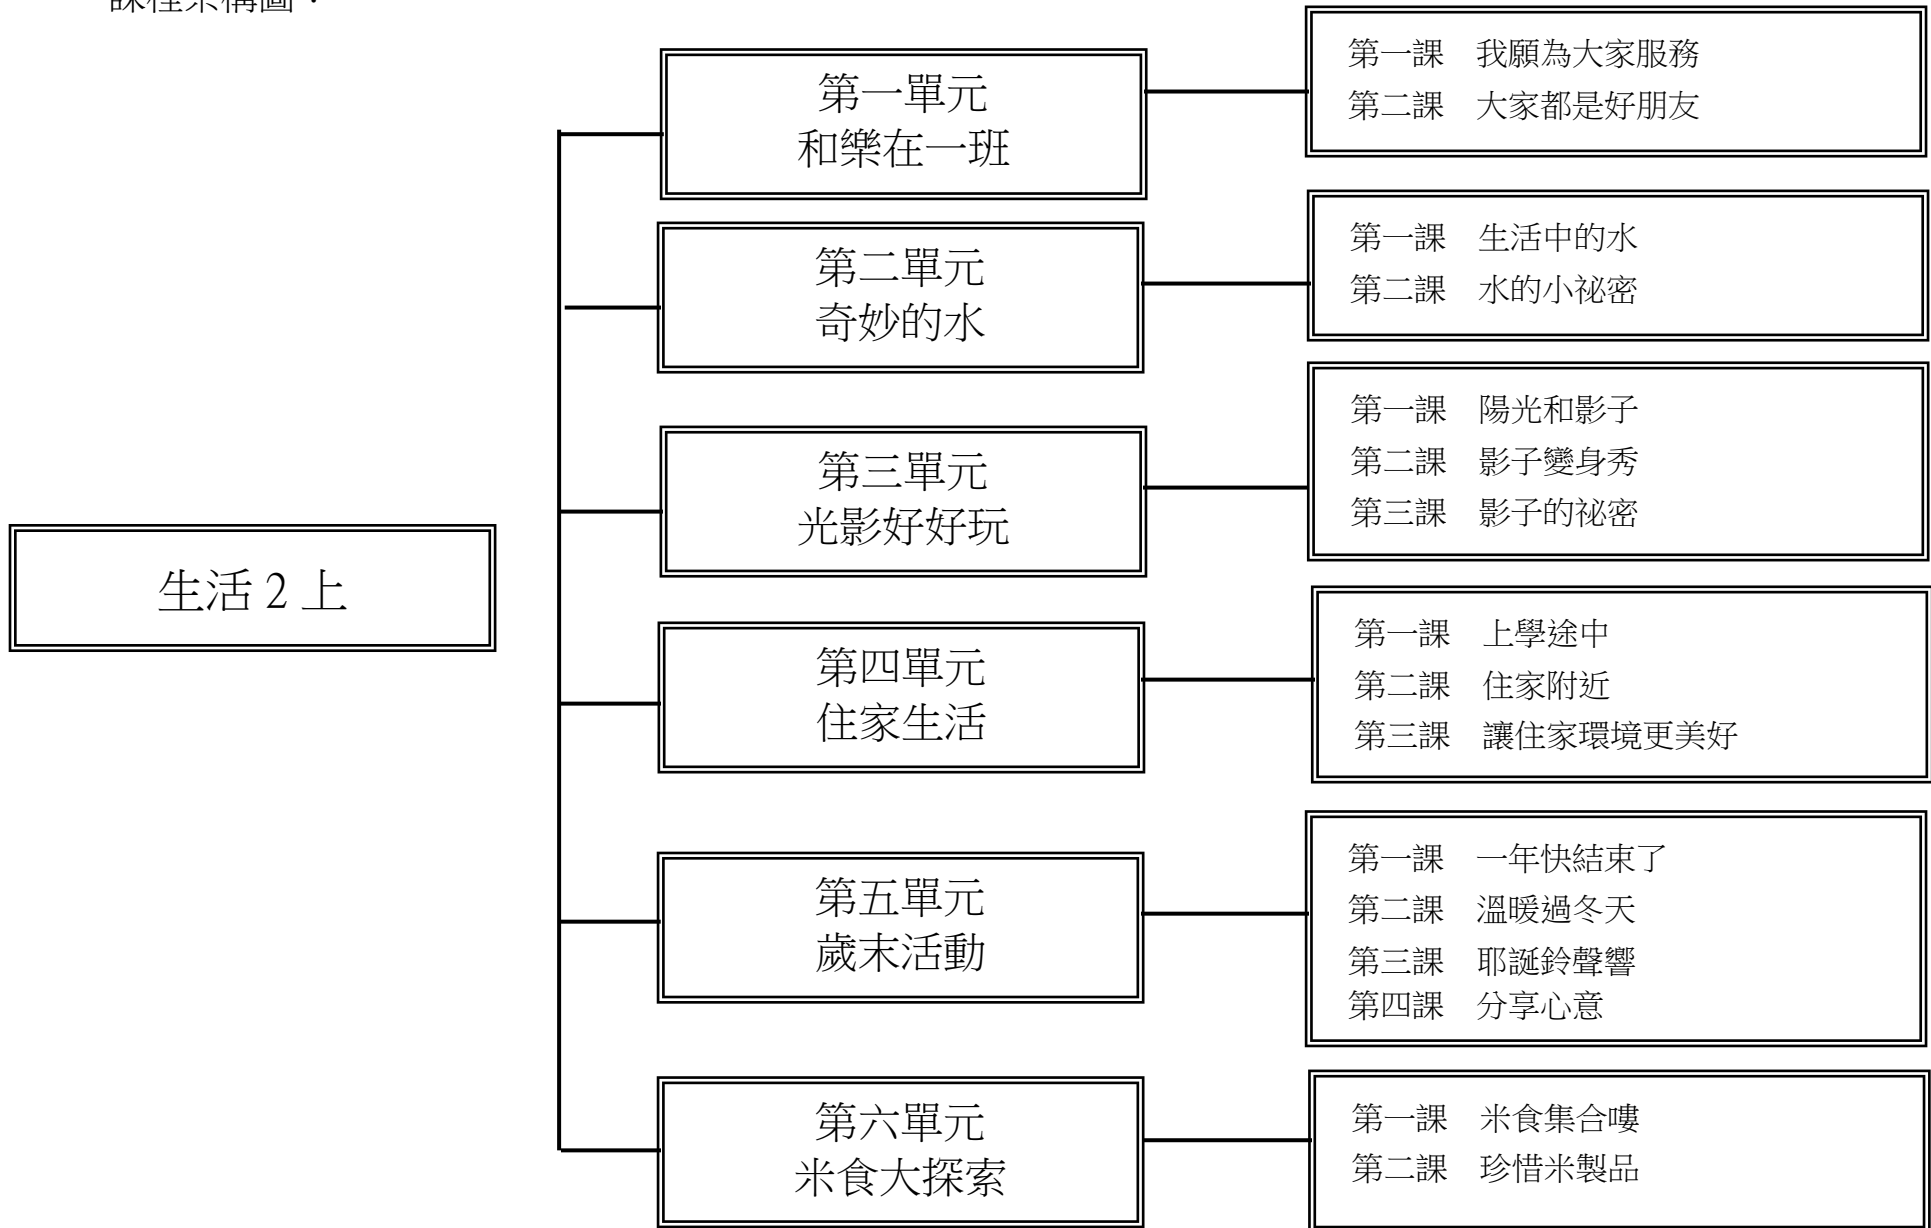 課程架構圖：
生活2上
第一單元
和樂在一班
第一課　我願為大家服務
第二課　大家都是好朋友
第二單元
奇妙的水
第一課　生活中的水
第二課　水的小祕密
第三單元
光影好好玩
第一課　陽光和影子
第二課　影子變身秀
第三課　影子的祕密
第四單元
住家生活
第一課　上學途中
第二課　住家附近
第三課　讓住家環境更美好
第五單元
歲末活動
第一課　一年快結束了
第二課　溫暖過冬天
第三課　耶誕鈴聲響
第四課　分享心意
第六單元
米食大探索
第一課　米食集合嘍
第二課　珍惜米製品